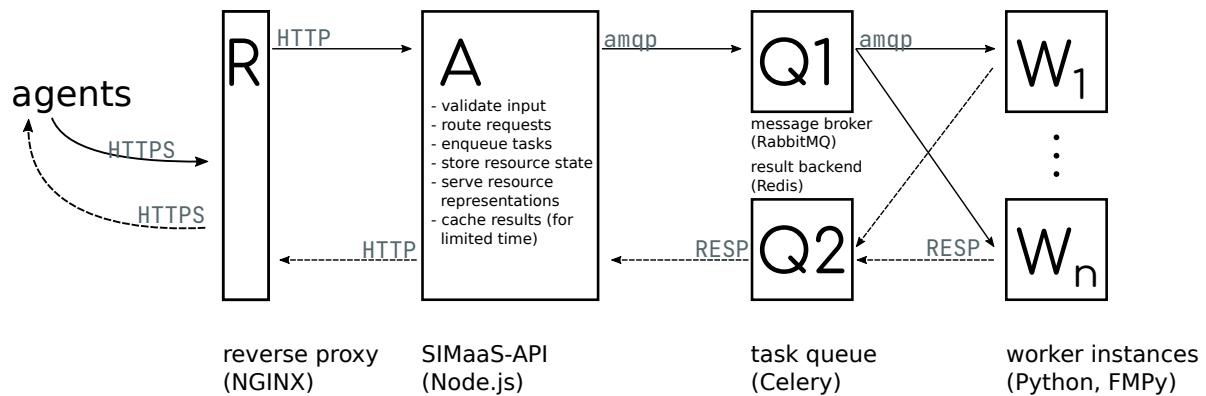 agents
HTTPS
HTTPS
R
HTTP
HTTP
A
- validate input
- route requests
- enqueue tasks
- store resource state
- serve resource
representations
- cache results (for
limited time)
amqp
RESP
Q1
message broker
(RabbitMQ)
result backend
(Redis)
Q2
amqp
RESP
W1
Wn
reverse proxy
(NGINX)
SIMaaS-API
(Node.js)
task queue
(Celery)
worker instances
(Python, FMPy)